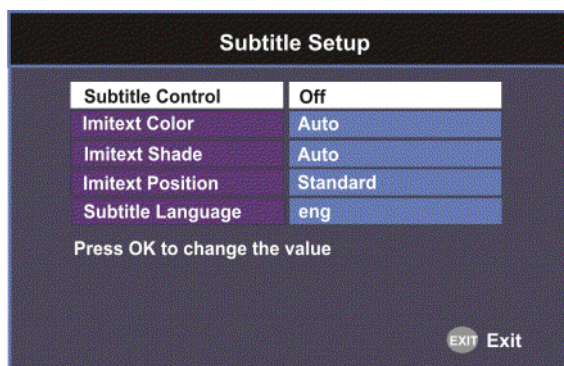 Subtitle Setup
Subtitle Control Off
Imitext Color Auto
Imitext Shade Auto
Imitext Position Standard
Subtitle Language eng
Press OK to change the value
EXIT Exit